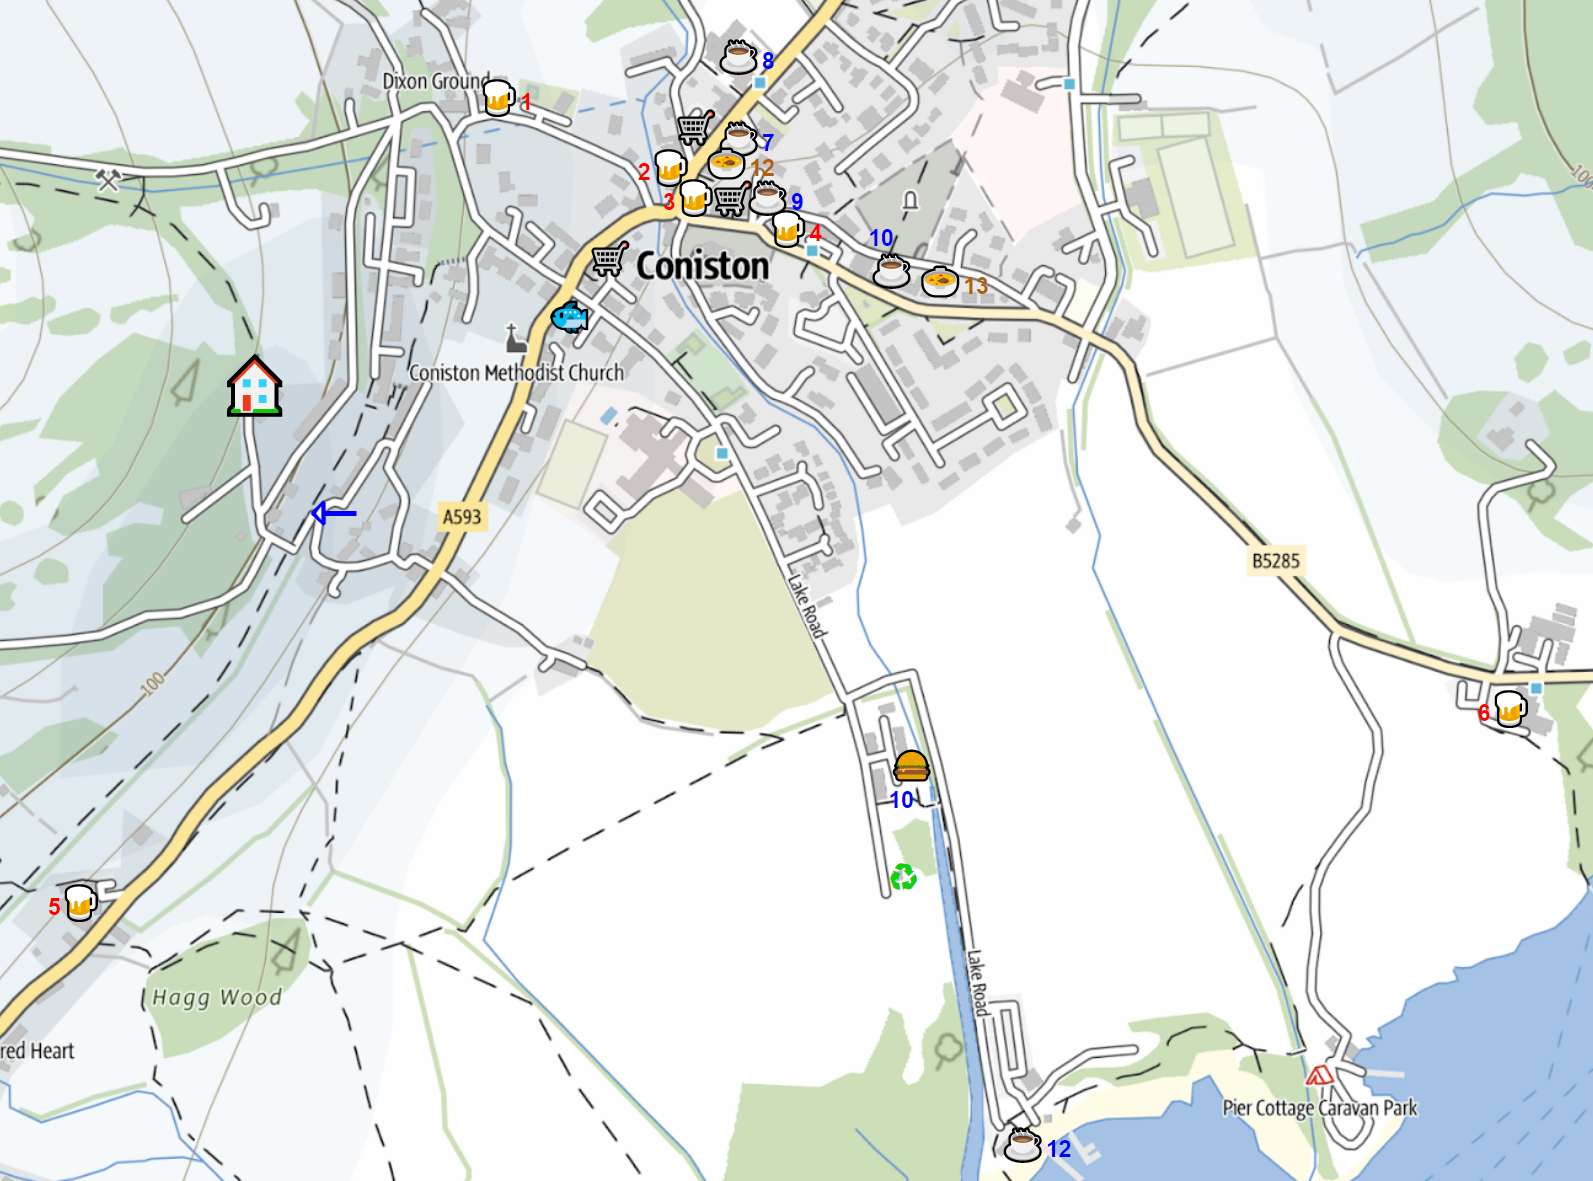 8
Dixon Ground
1
7
2
12
3
9
4
10
Coniston
13
Coniston Methodist Church
A593
B5285
Lake Road
100
6
10
5
Lake Road
Hagg Wood
red Heart
Pier Cottage Caravan Park
12